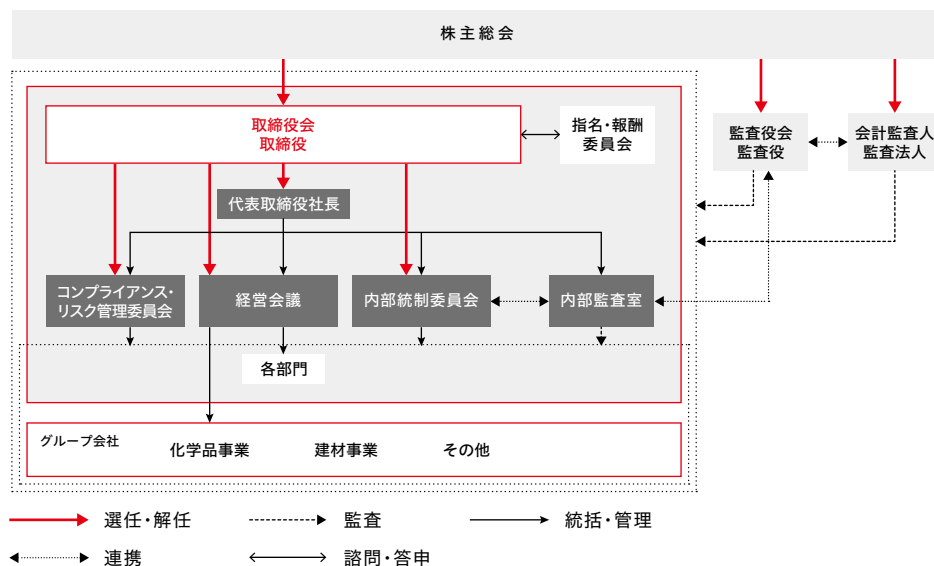 株主総会
取締役会
取締役
指名・報酬
委員会
監査役会
監査役
会計監査人
監査法人
代表取締役社長
コンプライアンス・
リスク管理委員会
経営会議
内部統制委員会
内部監査室
各部門
グループ会社
化学品事業
建材事業
その他
選任・解任
監査
統括・管理
連携
諮問・答申